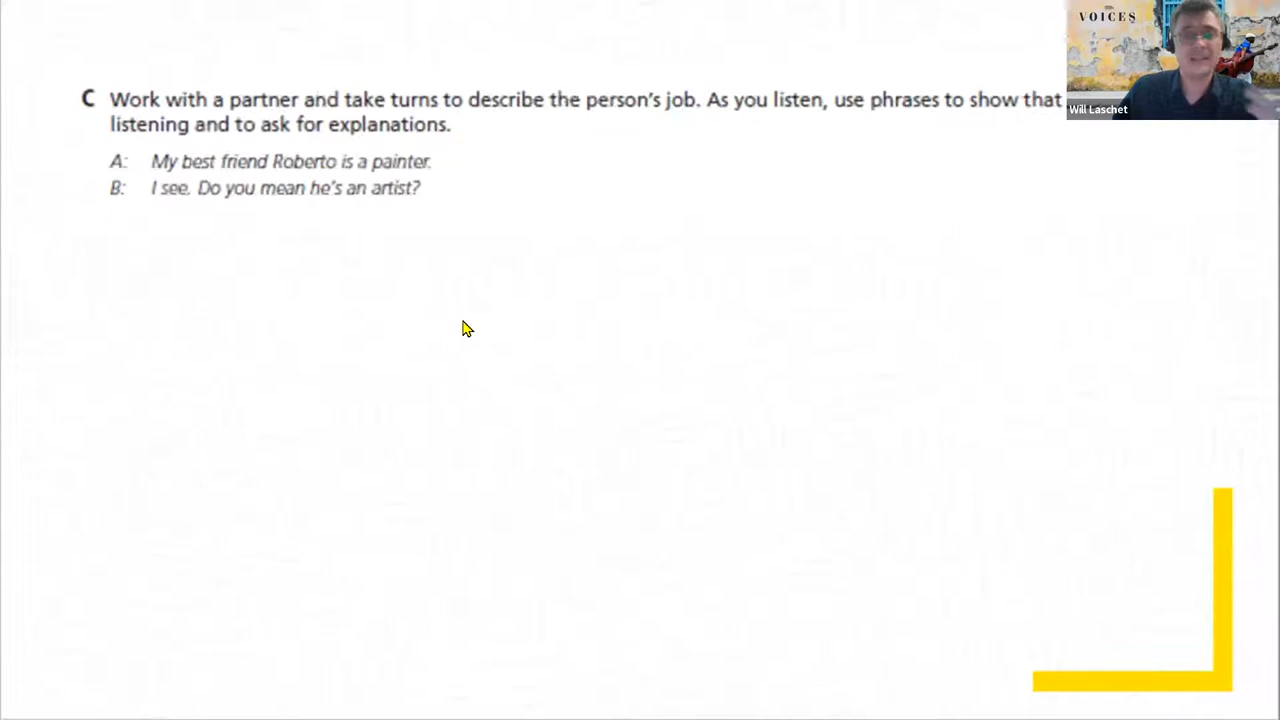 VOICES
Will Laschet
C Work with a partner and take turns to describe the person's job. As you listen, use phrases to show that
listening and to ask for explanations.
A: My best friend Roberto is a painter.
B: I see. Do you mean he's an artist?